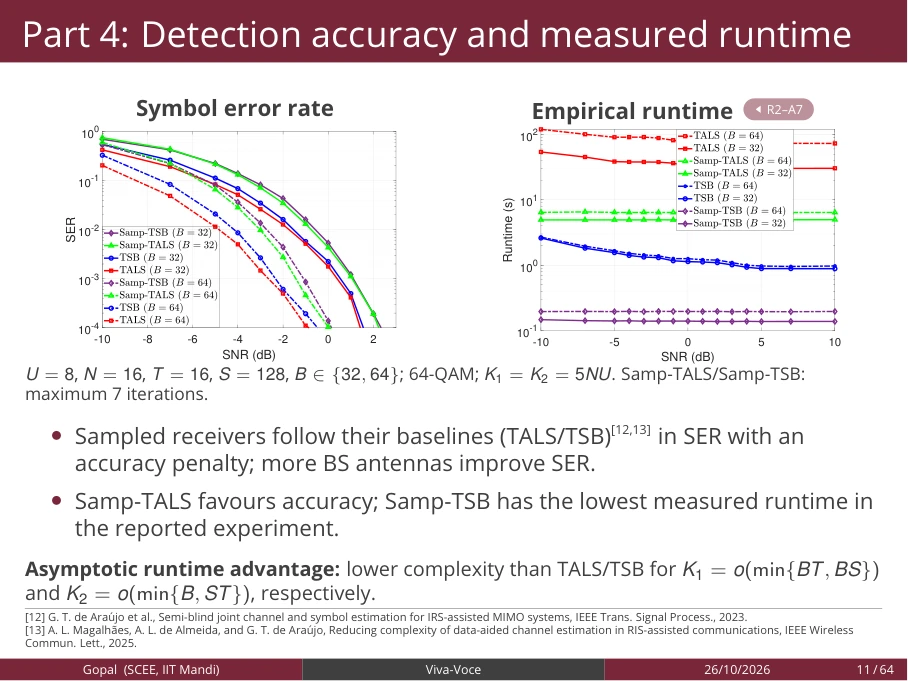 Part 4: Detection accuracy and measured runtime
Symbol error rate
10^0
10^-1
10^-2
10^-3
10^-4
SER
Samp-TSB (B = 32)
Samp-TALS (B = 32)
TSB (B = 32)
TALS (B = 32)
Samp-TSB (B = 64)
Samp-TALS (B = 64)
TSB (B = 64)
TALS (B = 64)
-10 -8 -6 -4 -2 0 2
SNR (dB)
Empirical runtime
R2–A7
10^2
10^1
10^0
10^-1
Runtime (s)
TALS (B = 64)
TALS (B = 32)
Samp-TALS (B = 64)
Samp-TALS (B = 32)
TSB (B = 64)
TSB (B = 32)
Samp-TSB (B = 64)
Samp-TSB (B = 32)
-10 -5 0 5 10
SNR (dB)
U = 8, N = 16, T = 16, S = 128, B ∈ {32, 64}; 64-QAM; K₁ = K₂ = 5NU. Samp-TALS/Samp-TSB:
maximum 7 iterations.
• Sampled receivers follow their baselines (TALS/TSB)[12,13] in SER with an
accuracy penalty; more BS antennas improve SER.
• Samp-TALS favours accuracy; Samp-TSB has the lowest measured runtime in
the reported experiment.
Asymptotic runtime advantage: lower complexity than TALS/TSB for K₁ = o(min{BT, BS})
and K₂ = o(min{B, ST}), respectively.
[12] G. T. de Araújo et al., Semi-blind joint channel and symbol estimation for IRS-assisted MIMO systems, IEEE Trans. Signal Process., 2023.
[13] A. L. Magalhães, A. L. de Almeida, and G. T. de Araújo, Reducing complexity of data-aided channel estimation in RIS-assisted communications, IEEE Wireless
Commun. Lett., 2025.
Gopal (SCEE, IIT Mandi) Viva-Voce 26/10/2026 11 / 64